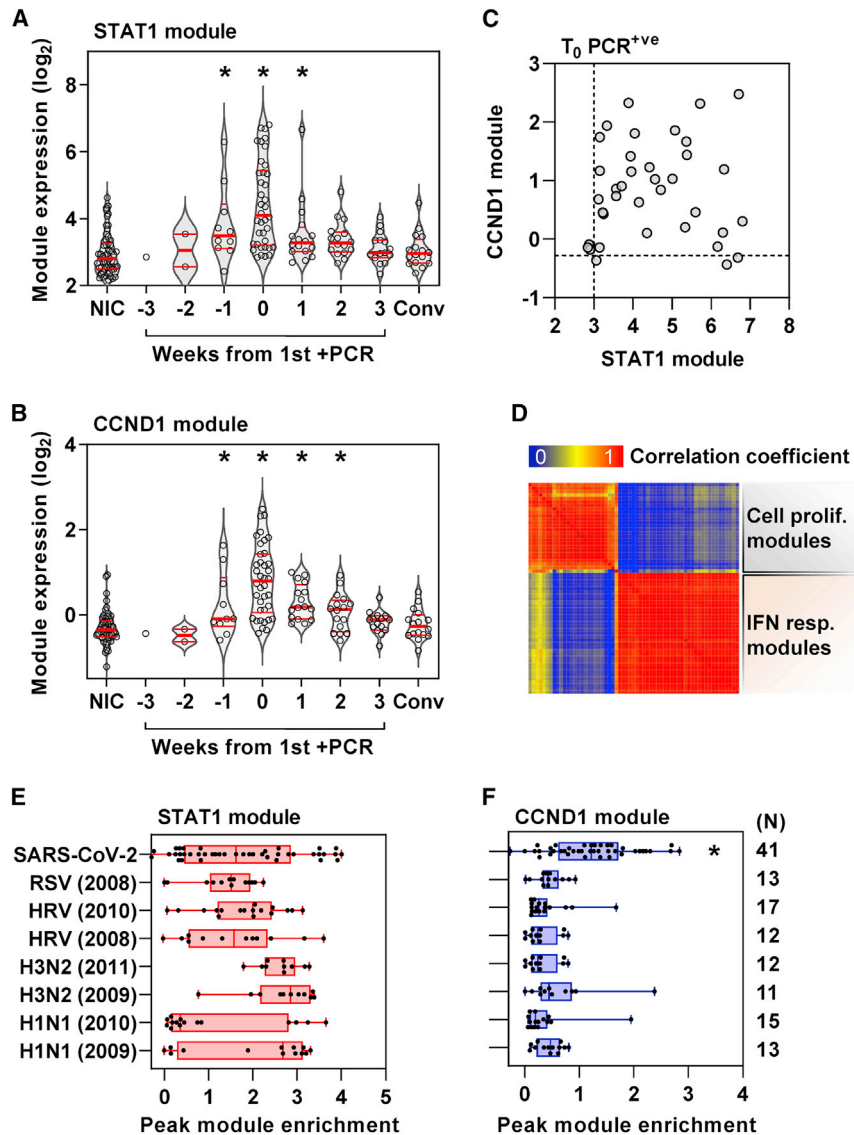 A
STAT1 module
Module expression (log2)
8
6
4
2
* * *
NIC -3 -2 -1 0 1 2 3 Conv
Weeks from 1st +PCR
B
CCND1 module
Module expression (log2)
4
2
0
* * * *
NIC -3 -2 -1 0 1 2 3 Conv
Weeks from 1st +PCR
C
T0 PCR+ve
CCND1 module
3
2
1
0
-1
2 3 4 5 6 7 8
STAT1 module
D
0 1 Correlation coefficient
Cell prolif.
modules
IFN resp.
modules
E
STAT1 module
SARS-CoV-2
RSV (2008)
HRV (2010)
HRV (2008)
H3N2 (2011)
H3N2 (2009)
H1N1 (2010)
H1N1 (2009)
0 1 2 3 4 5
Peak module enrichment
F
CCND1 module (N)
* 41
13
17
12
12
11
15
13
0 1 2 3 4
Peak module enrichment